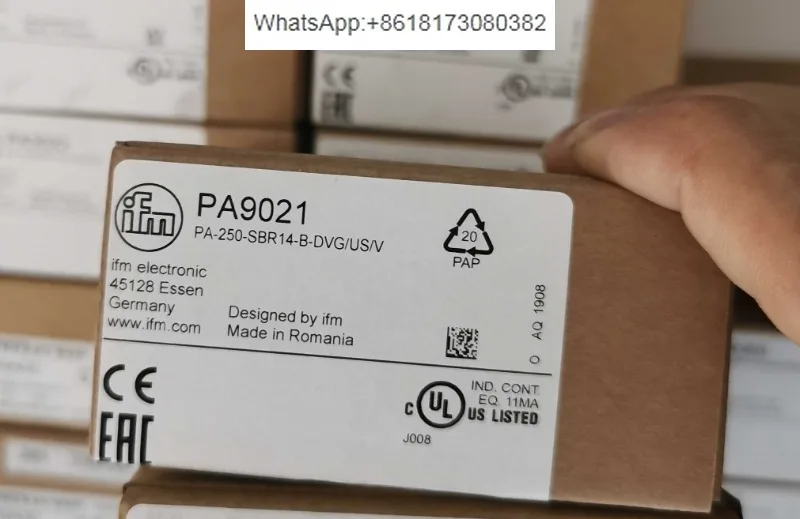 WhatsApp:+8618173080382
ifm
PA9021
PA-250-SBR14-B-DVG/US/V
20
PAP
ifm electronic
45128 Essen
Germany
www.ifm.com
Designed by ifm
Made in Romania
O AQ 1908
CE
EAC
C UL US LISTED
IND. CONT.
EQ. 11MA
J008